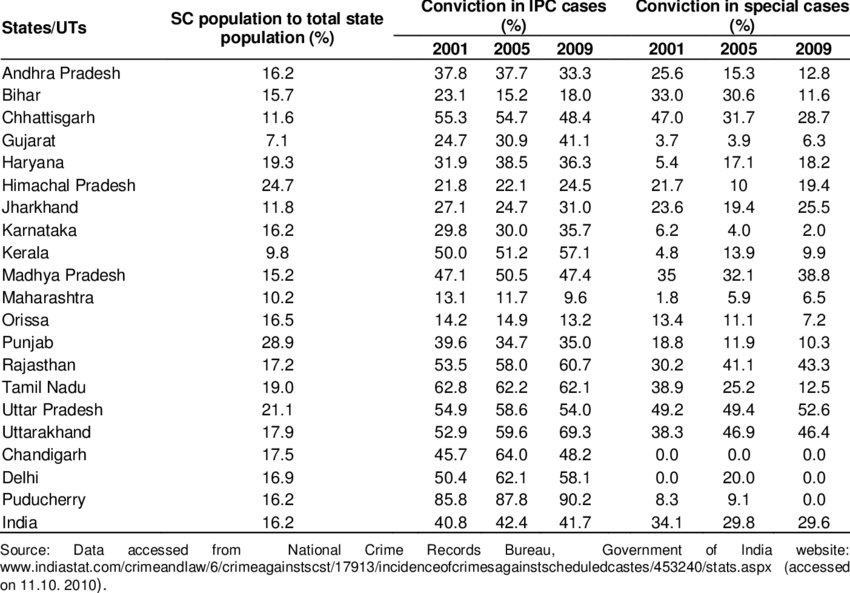 States/UTs SC population to total state population (%) Conviction in IPC cases (%) Conviction in special cases (%)
2001 2005 2009 2001 2005 2009
Andhra Pradesh 16.2 37.8 37.7 33.3 25.6 15.3 12.8
Bihar 15.7 23.1 15.2 18.0 33.0 30.6 11.6
Chhattisgarh 11.6 55.3 54.7 48.4 47.0 31.7 28.7
Gujarat 7.1 24.7 30.9 41.1 3.7 3.9 6.3
Haryana 19.3 31.9 38.5 36.3 5.4 17.1 18.2
Himachal Pradesh 24.7 21.8 22.1 24.5 21.7 10 19.4
Jharkhand 11.8 27.1 24.7 31.0 23.6 19.4 25.5
Karnataka 16.2 29.8 30.0 35.7 6.2 4.0 2.0
Kerala 9.8 50.0 51.2 57.1 4.8 13.9 9.9
Madhya Pradesh 15.2 47.1 50.5 47.4 35 32.1 38.8
Maharashtra 10.2 13.1 11.7 9.6 1.8 5.9 6.5
Orissa 16.5 14.2 14.9 13.2 13.4 11.1 7.2
Punjab 28.9 39.6 34.7 35.0 18.8 11.9 10.3
Rajasthan 17.2 53.5 58.0 60.7 30.2 41.1 43.3
Tamil Nadu 19.0 62.8 62.2 62.1 38.9 25.2 12.5
Uttar Pradesh 21.1 54.9 58.6 54.0 49.2 49.4 52.6
Uttarakhand 17.9 52.9 59.6 69.3 38.3 46.9 46.4
Chandigarh 17.5 45.7 64.0 48.2 0.0 0.0 0.0
Delhi 16.9 50.4 62.1 58.1 0.0 20.0 0.0
Puducherry 16.2 85.8 87.8 90.2 8.3 9.1 0.0
India 16.2 40.8 42.4 41.7 34.1 29.8 29.6
Source: Data accessed from National Crime Records Bureau, Government of India website:
www.indiastat.com/crimeandlaw/6/crimeagainstscst/17913/incidenceofcrimesagainstscheduledcastes/453240/stats.aspx (accessed
on 11.10. 2010).